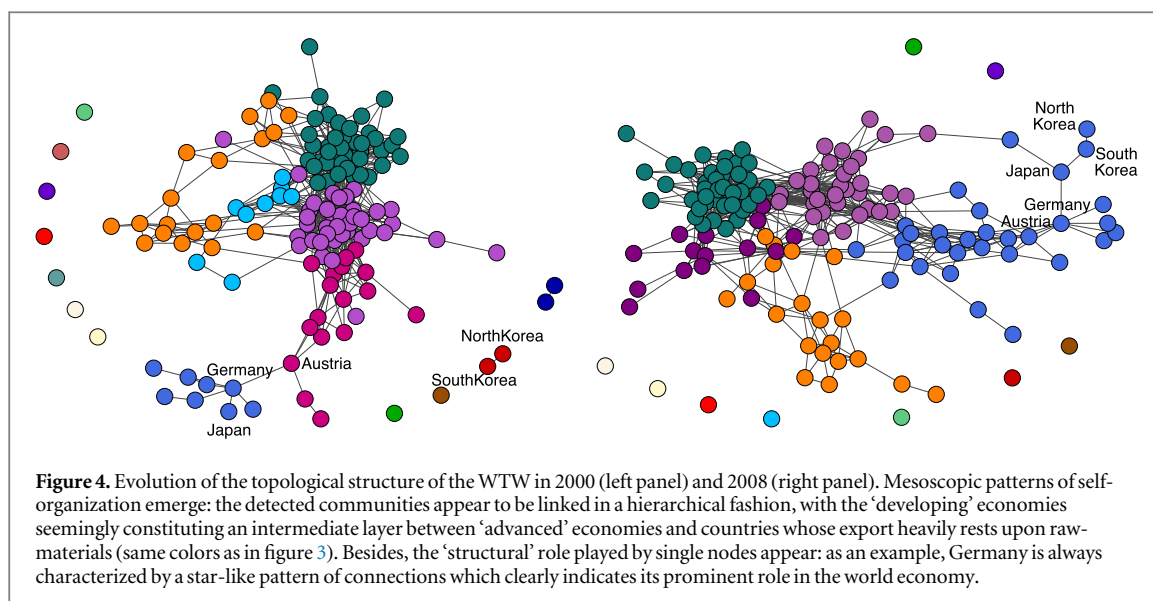 North
Korea
South
Korea
Japan
Germany
Austria
NorthKorea
Germany
Austria
SouthKorea
Japan
Figure 4. Evolution of the topological structure of the WTW in 2000 (left panel) and 2008 (right panel). Mesoscopic patterns of self-
organization emerge: the detected communities appear to be linked in a hierarchical fashion, with the ‘developing’ economies
seemingly constituting an intermediate layer between ‘advanced’ economies and countries whose export heavily rests upon raw-
materials (same colors as in figure 3). Besides, the ‘structural’ role played by single nodes appear: as an example, Germany is always
characterized by a star-like pattern of connections which clearly indicates its prominent role in the world economy.